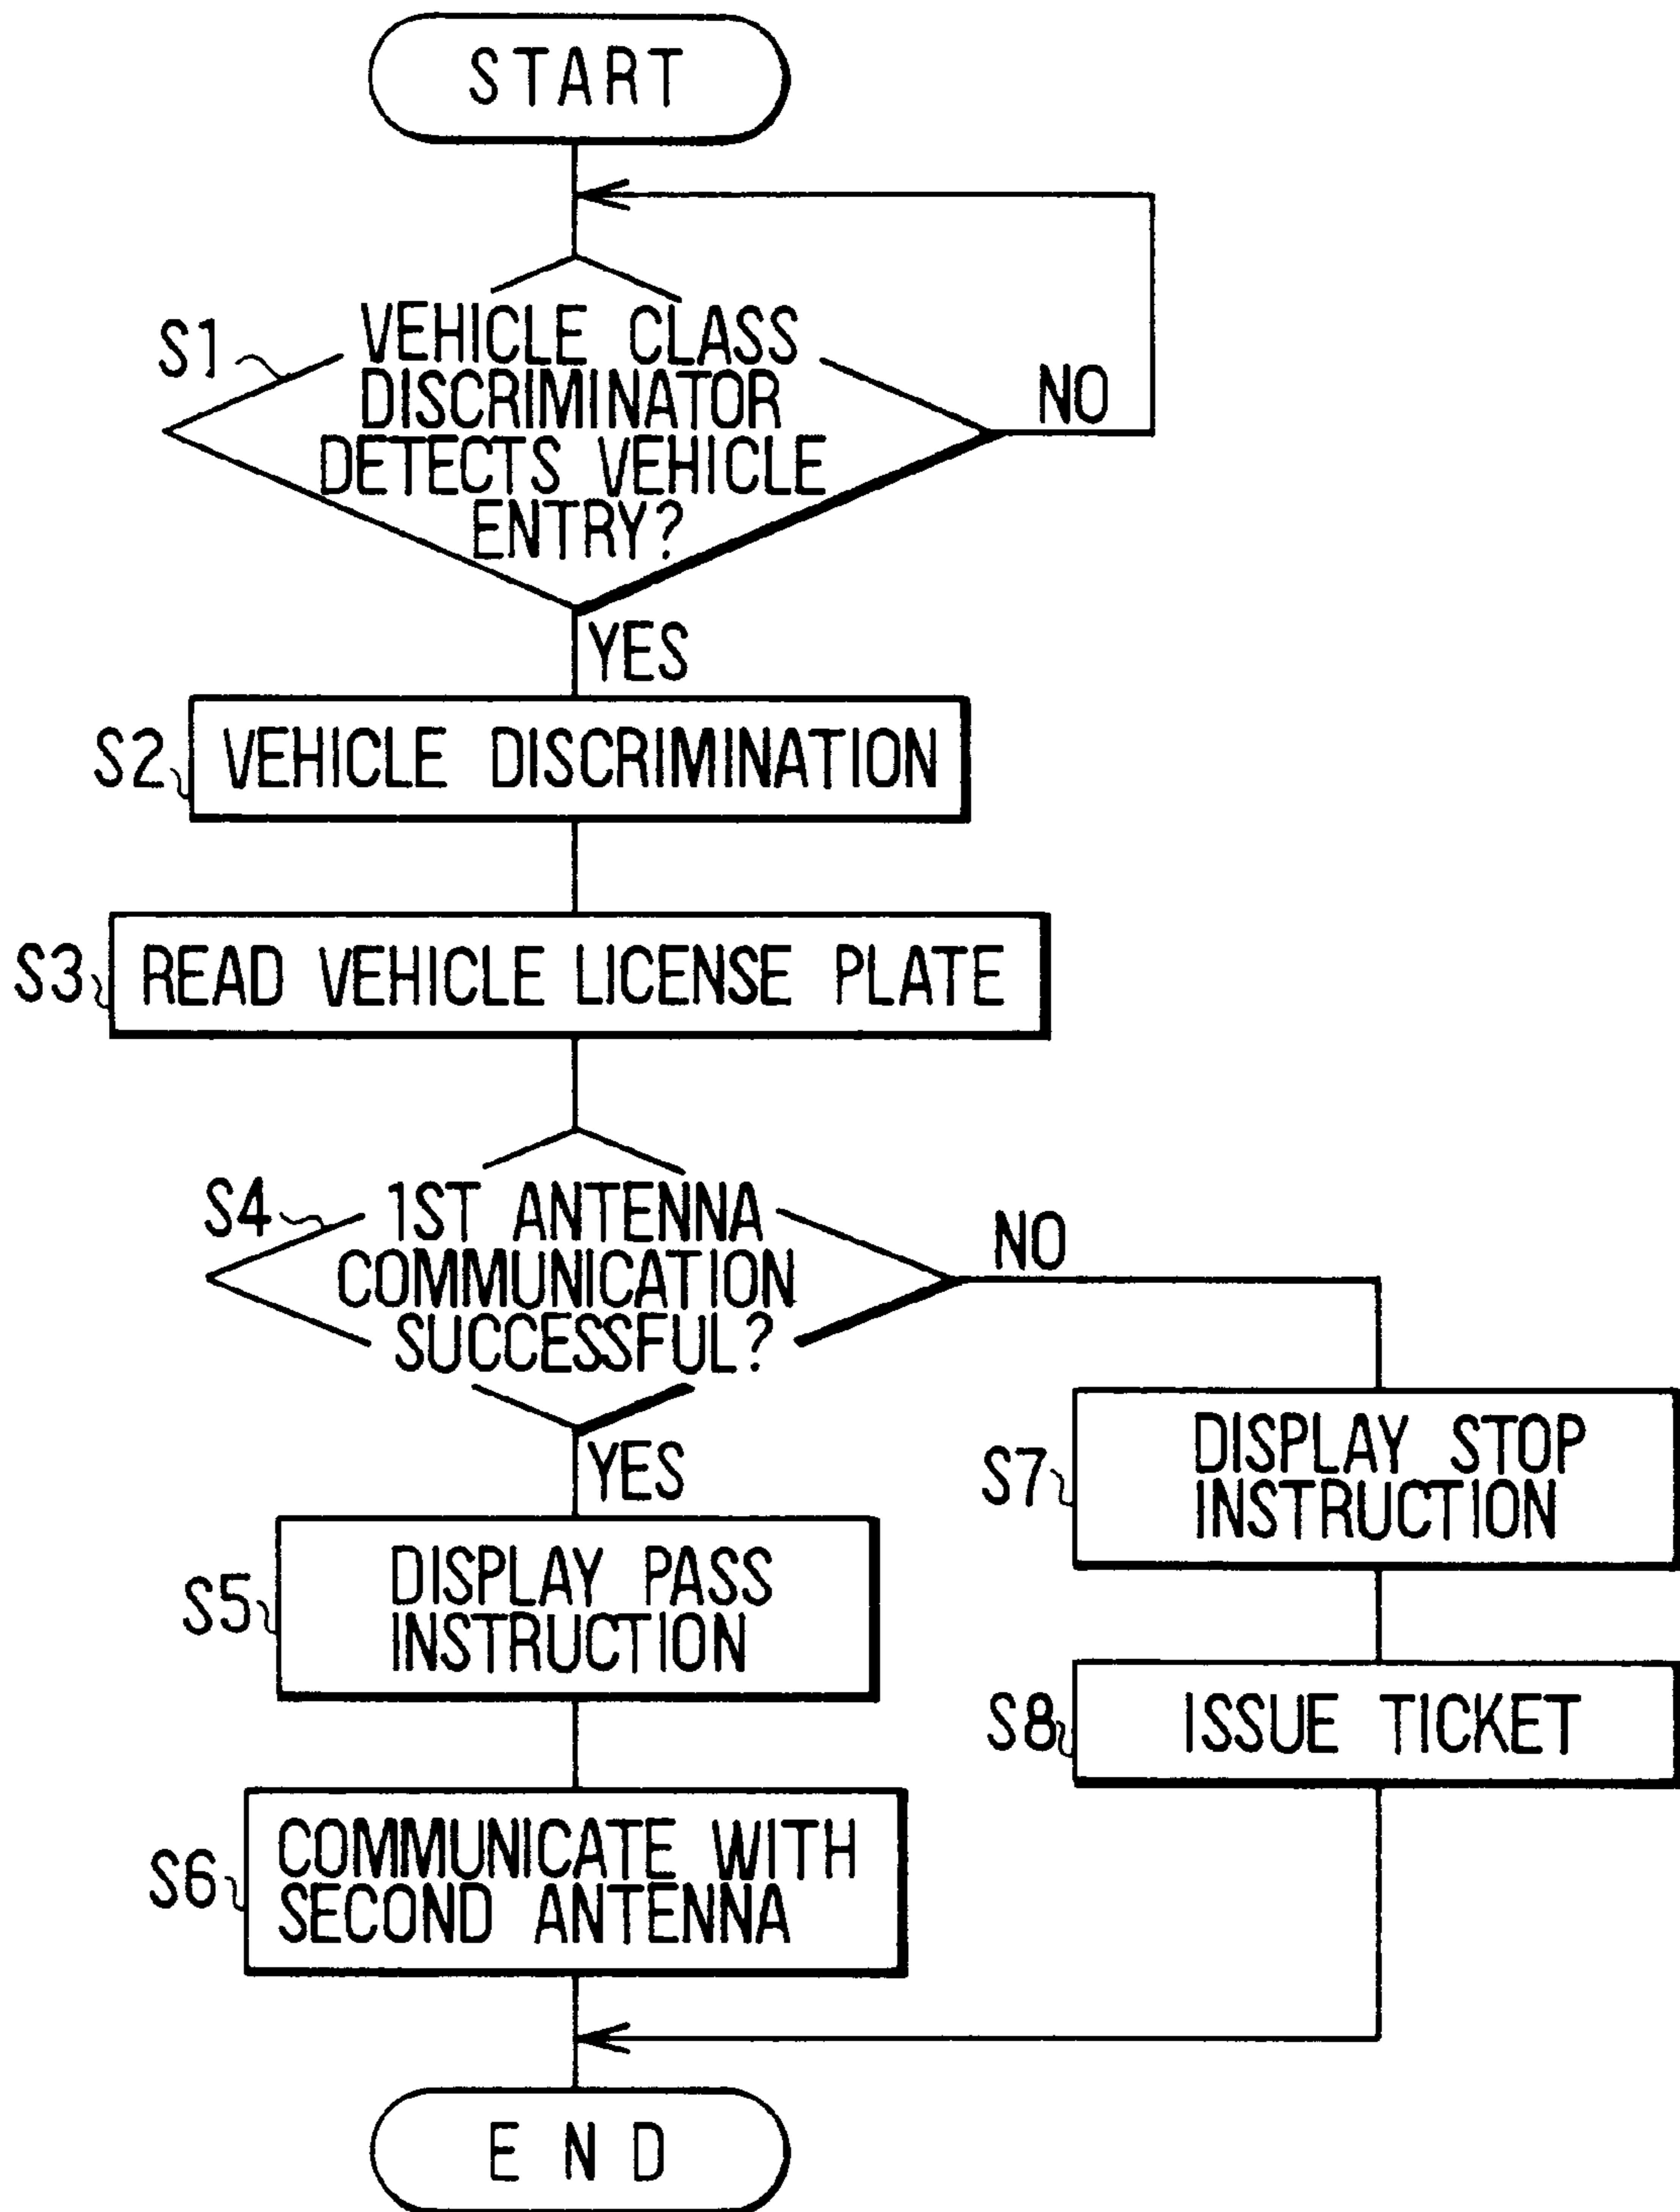 START
S1
VEHICLE CLASS
DISCRIMINATOR
DETECTS VEHICLE
ENTRY?
NO
YES
S2
VEHICLE DISCRIMINATION
S3
READ VEHICLE LICENSE PLATE
S4
1ST ANTENNA
COMMUNICATION
SUCCESSFUL?
NO
YES
S5
DISPLAY PASS
INSTRUCTION
S6
COMMUNICATE WITH
SECOND ANTENNA
S7
DISPLAY STOP
INSTRUCTION
S8
ISSUE TICKET
END